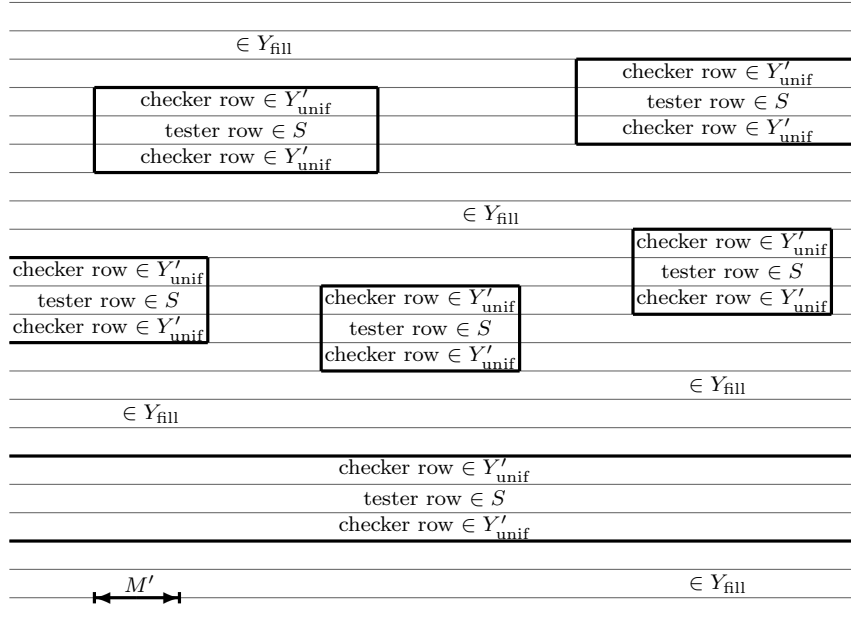 ∈ Y_fill
checker row ∈ Y′_unif
tester row ∈ S
checker row ∈ Y′_unif
checker row ∈ Y′_unif
tester row ∈ S
checker row ∈ Y′_unif
∈ Y_fill
checker row ∈ Y′_unif
tester row ∈ S
checker row ∈ Y′_unif
checker row ∈ Y′_unif
tester row ∈ S
checker row ∈ Y′_unif
checker row ∈ Y′_unif
tester row ∈ S
checker row ∈ Y′_unif
∈ Y_fill
∈ Y_fill
checker row ∈ Y′_unif
tester row ∈ S
checker row ∈ Y′_unif
M′
∈ Y_fill